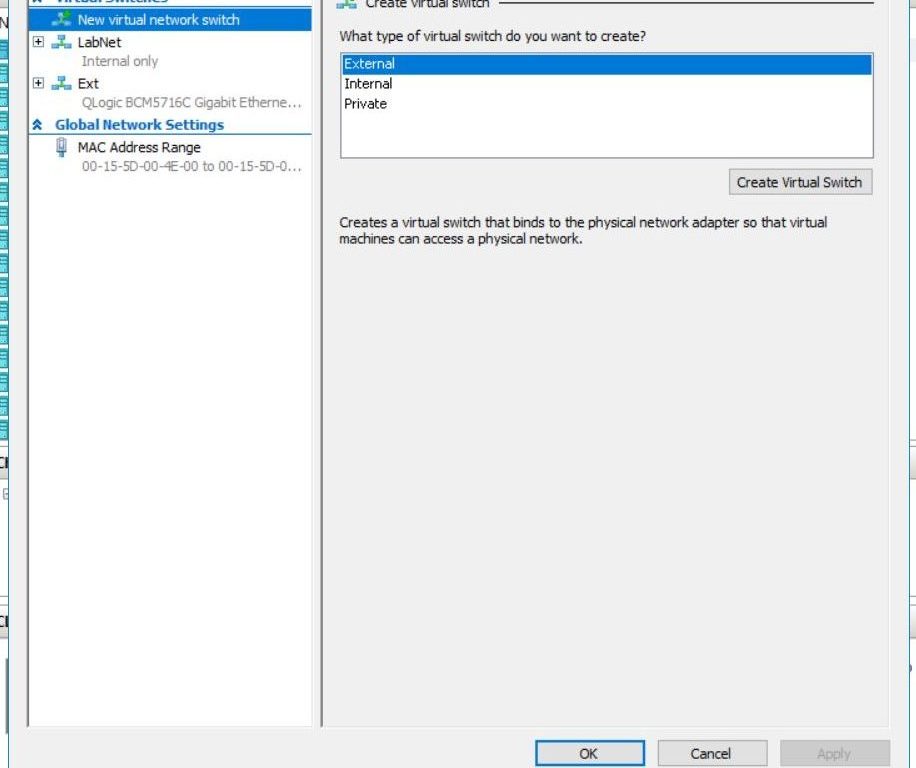 Virtual Switches
Create virtual switch
New virtual network switch
LabNet
Internal only
Ext
QLogic BCM5716C Gigabit Etherne...
Global Network Settings
MAC Address Range
00-15-5D-00-4E-00 to 00-15-5D-0...
What type of virtual switch do you want to create?
External
Internal
Private
Create Virtual Switch
Creates a virtual switch that binds to the physical network adapter so that virtual
machines can access a physical network.
OK
Cancel
Apply